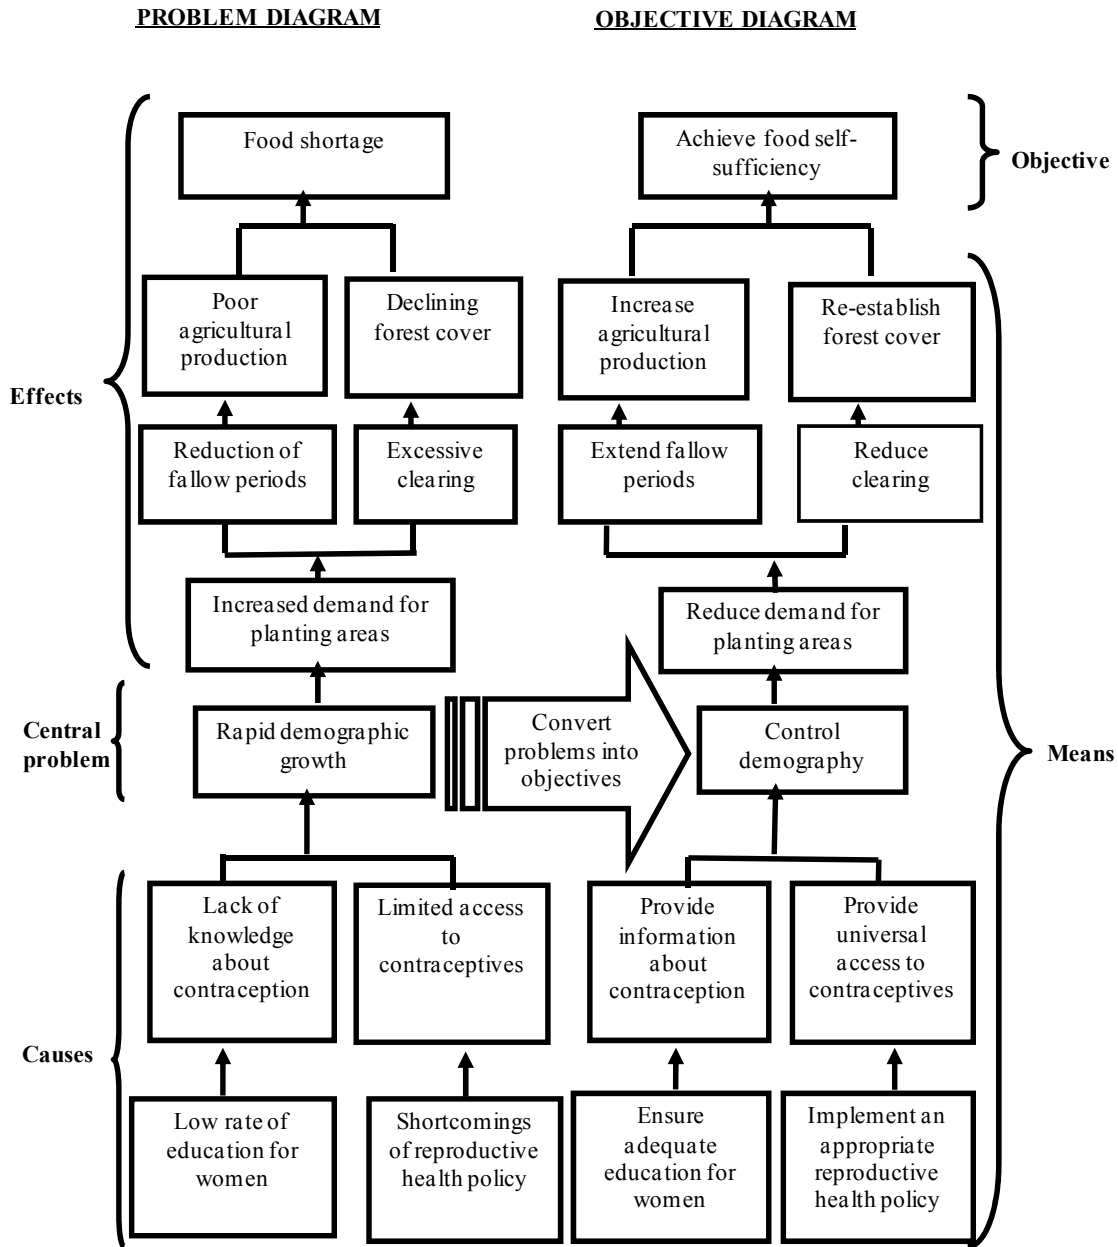 PROBLEM DIAGRAM
OBJECTIVE DIAGRAM
Food shortage
Achieve food self-
sufficiency
Objective
Poor
agricultural
production
Declining
forest cover
Increase
agricultural
production
Re-establish
forest cover
Effects
Reduction of
fallow periods
Excessive
clearing
Extend fallow
periods
Reduce
clearing
Increased demand for
planting areas
Reduce demand for
planting areas
Central
problem
Rapid demographic
growth
Convert
problems into
objectives
Control
demography
Means
Lack of
knowledge
about
contraception
Limited access
to
contraceptives
Provide
information
about
contraception
Provide
universal
access to
contraceptives
Causes
Low rate of
education for
women
Shortcomings
of reproductive
health policy
Ensure
adequate
education for
women
Implement an
appropriate
reproductive
health policy